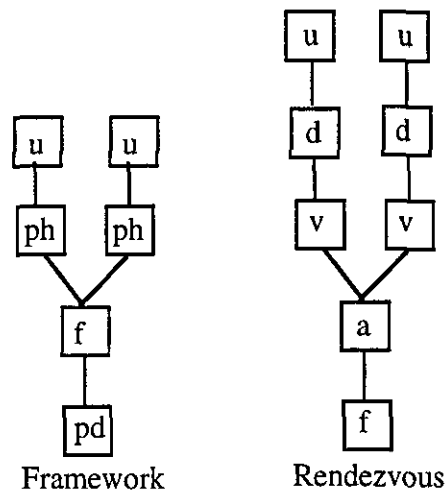 u u
d d
u u
v v
ph ph
f a
pd f
Framework Rendezvous